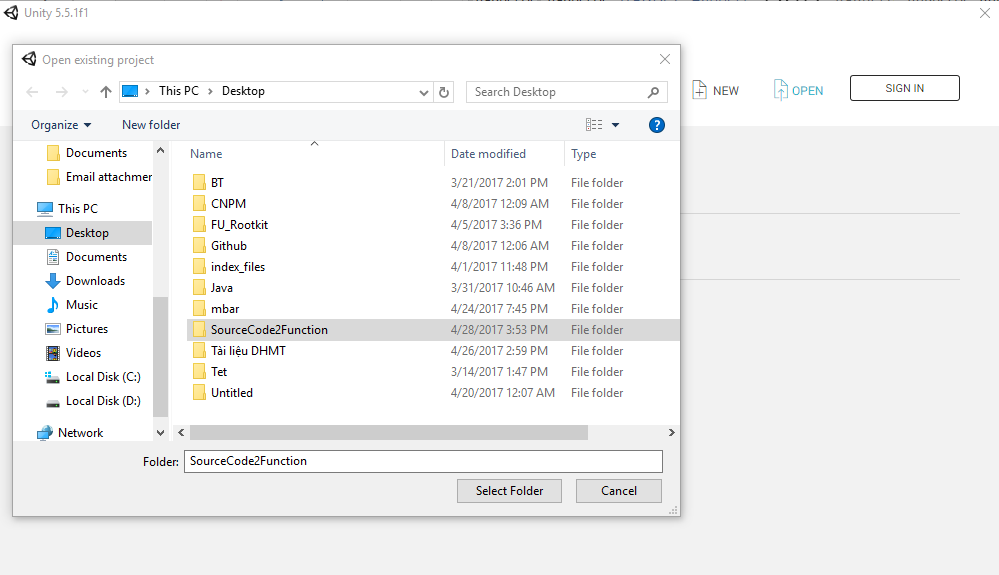 Unity 5.5.1f1
Open existing project
This PC
Desktop
Search Desktop
NEW
OPEN
SIGN IN
Organize
New folder
?
Documents
Email attachmen
This PC
Desktop
Documents
Downloads
Music
Pictures
Videos
Local Disk (C:)
Local Disk (D:)
Network
Name Date modified Type
BT 3/21/2017 2:01 PM File folder
CNPM 4/8/2017 12:09 AM File folder
FU_Rootkit 4/5/2017 3:36 PM File folder
Github 4/8/2017 12:06 AM File folder
index_files 4/1/2017 11:48 PM File folder
Java 3/31/2017 10:46 AM File folder
mbar 4/24/2017 7:45 PM File folder
SourceCode2Function 4/28/2017 3:53 PM File folder
Tài liệu DHMT 4/26/2017 2:59 PM File folder
Tet 3/14/2017 1:47 PM File folder
Untitled 4/20/2017 12:07 AM File folder
Folder: SourceCode2Function
Select Folder
Cancel